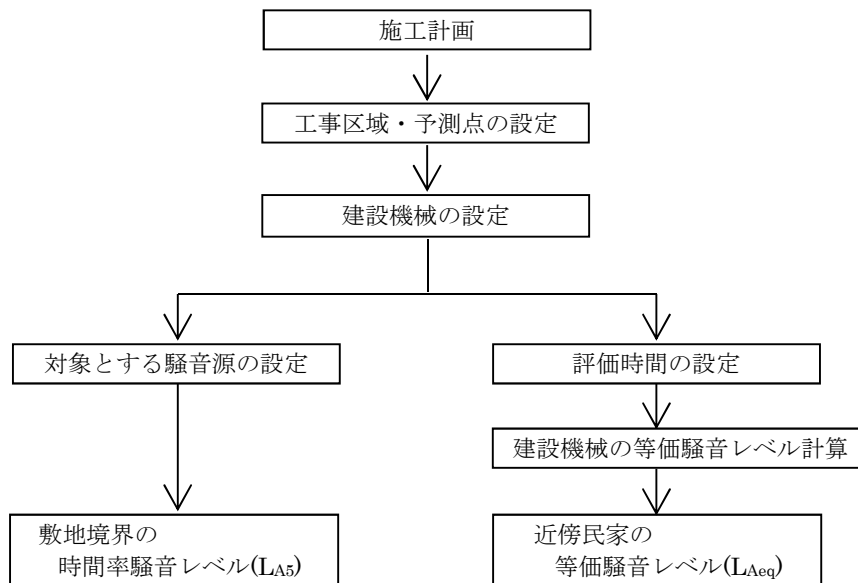 施工計画
工事区域・予測点の設定
建設機械の設定
対象とする騒音源の設定
評価時間の設定
建設機械の等価騒音レベル計算
敷地境界の
時間率騒音レベル(LA5)
近傍民家の
等価騒音レベル(LAeq)